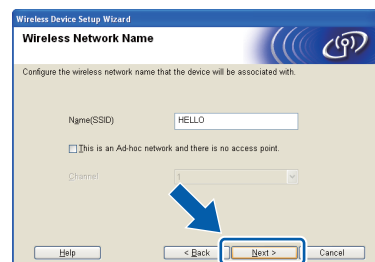 Wireless Device Setup Wizard
Wireless Network Name
Configure the wireless network name that the device will be associated with.
Name(SSID) HELLO
This is an Ad-hoc network and there is no access point.
Channel 1
Help < Back Next > Cancel